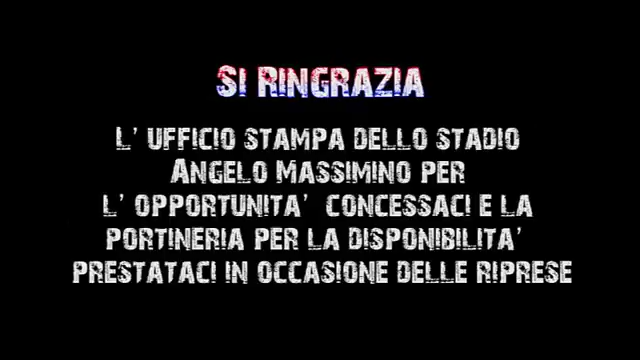 SI RINGRAZIA
L' UFFICIO STAMPA DELLO STADIO
ANGELO MASSIMINO PER
L' OPPORTUNITA' CONCESSACI E LA
PORTINERIA PER LA DISPONIBILITA'
PRESTATACI IN OCCASIONE DELLE RIPRESE